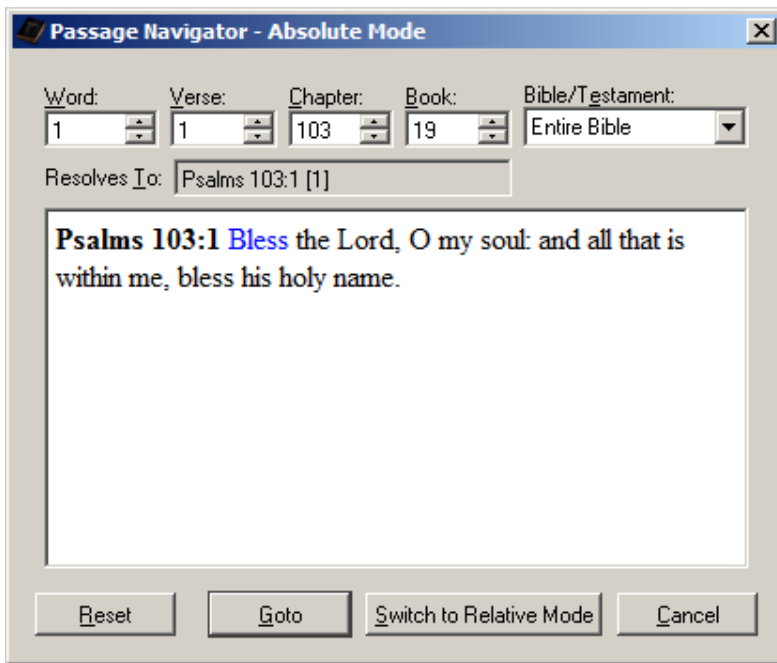 Passage Navigator - Absolute Mode
Word: Verse: Chapter: Book: Bible/Testament:
1 1 103 19 Entire Bible
Resolves To: Psalms 103:1 [1]
Psalms 103:1 Bless the Lord, O my soul: and all that is
within me, bless his holy name.
Reset Goto Switch to Relative Mode Cancel